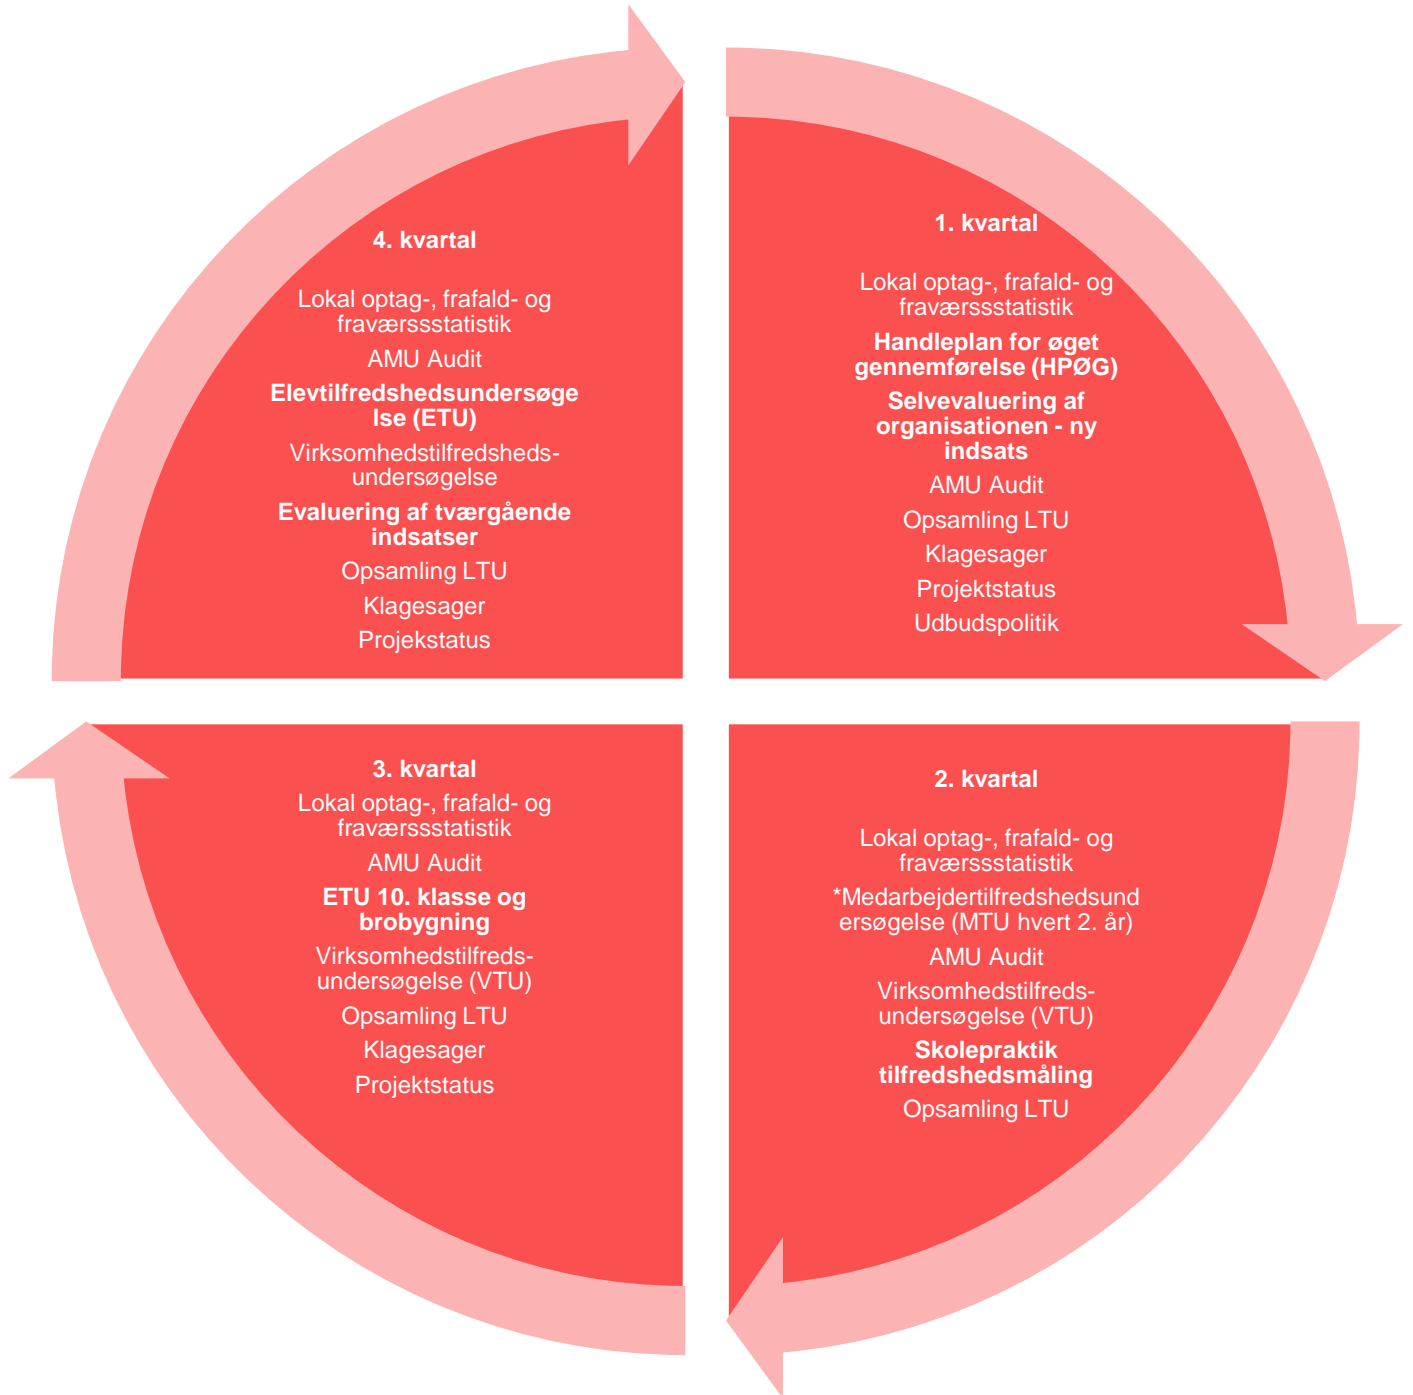 1. kvartal
Lokal optag-, frafald- og
fraværssstatistik
Handleplan for øget
gennemførelse (HPØG)
Selvevaluering af
organisationen - ny
indsats
AMU Audit
Opsamling LTU
Klagesager
Projektstatus
Udbudspolitik
2. kvartal
Lokal optag-, frafald- og
fraværssstatistik
*Medarbejdertilfredshedsund
ersøgelse (MTU hvert 2. år)
AMU Audit
Virksomhedstilfreds-
undersøgelse (VTU)
Skolepraktik
tilfredshedsmåling
Opsamling LTU
3. kvartal
Lokal optag-, frafald- og
fraværssstatistik
AMU Audit
ETU 10. klasse og
brobygning
Virksomhedstilfreds-
undersøgelse (VTU)
Opsamling LTU
Klagesager
Projektstatus
4. kvartal
Lokal optag-, frafald- og
fraværssstatistik
AMU Audit
Elevtilfredshedsundersøge
lse (ETU)
Virksomhedstilfredsheds-
undersøgelse
Evaluering af tværgående
indsatser
Opsamling LTU
Klagesager
Projekstatus